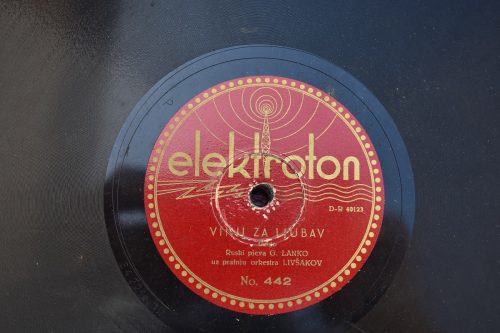 elektroton
D-R 40123
VINU ZA LJUBAV
Ruski pjeva G. LANKO
uz pratnju orkestra LIVŠAKOV
No. 442